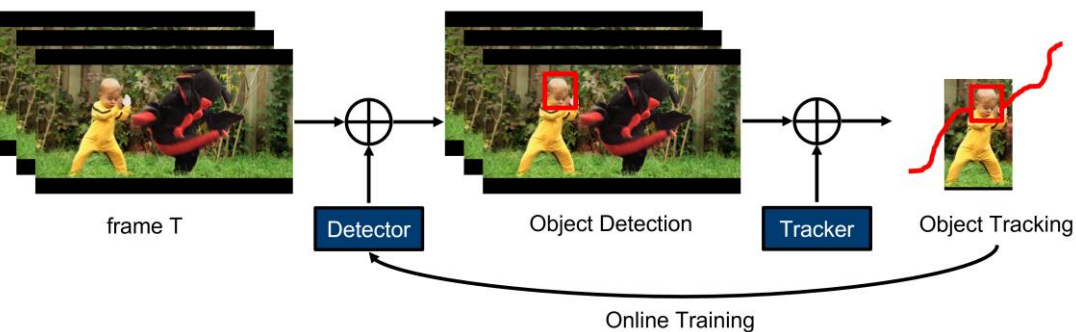 frame T
Detector
Object Detection
Tracker
Object Tracking
Online Training